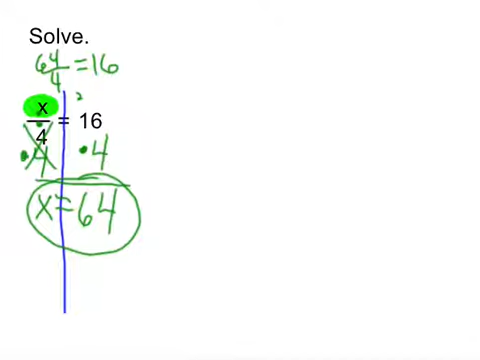 Solve.
64/4 = 16
x/4 = 16
·4 ·4
x = 64